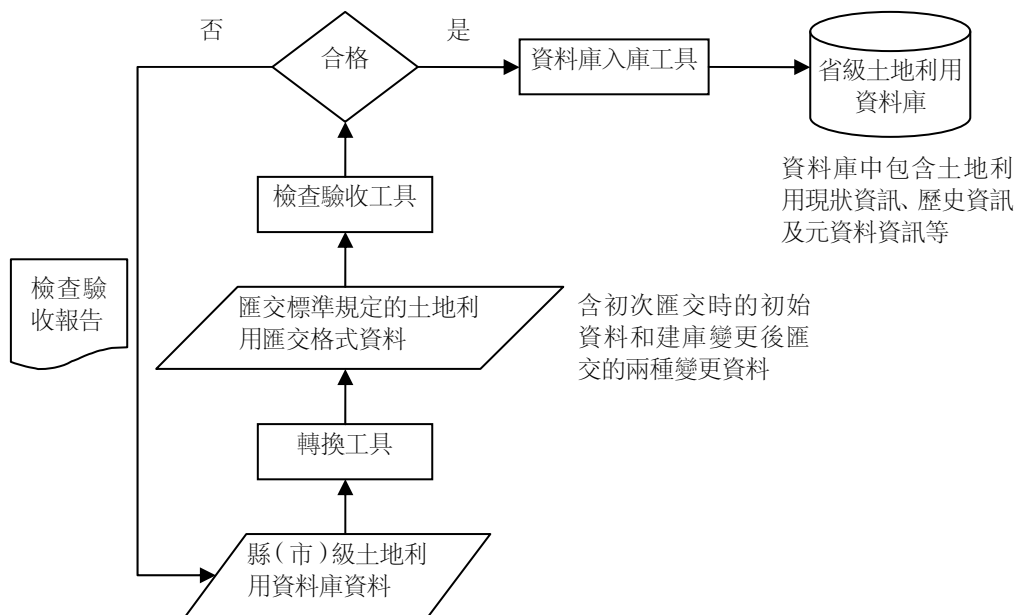 否
合格
是
資料庫入庫工具
省級土地利用
資料庫
資料庫中包含土地利
用現狀資訊、歷史資訊
及元資料資訊等
檢查驗收工具
檢查驗
收報告
匯交標準規定的土地利
用匯交格式資料
含初次匯交時的初始
資料和建庫變更後匯
交的兩種變更資料
轉換工具
縣(市)級土地利
用資料庫資料